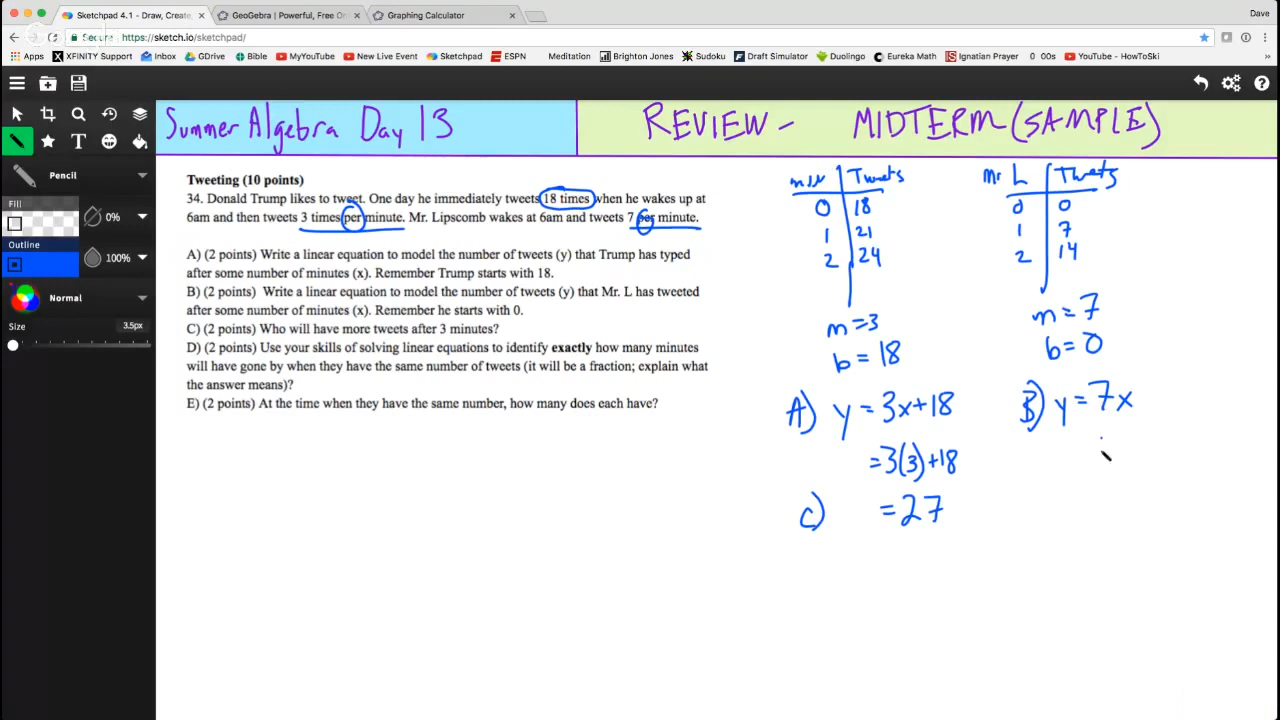 Sketchpad 4.1 - Draw, Create,
GeoGebra | Powerful, Free On
Graphing Calculator
Dave
Secure
https://sketch.io/sketchpad/
Apps
XFINITY Support
Inbox
GDrive
Bible
MyYouTube
New Live Event
Sketchpad
ESPN
Meditation
Brighton Jones
Sudoku
Draft Simulator
Duolingo
Eureka Math
Ignatian Prayer
00s
YouTube - HowToSki
»
Pencil
Fill
0%
Outline
100%
Normal
Size
3.5px
Summer Algebra Day 13
REVIEW - MIDTERM (SAMPLE)
Tweeting (10 points)
34. Donald Trump likes to tweet. One day he immediately tweets 18 times when he wakes up at
6am and then tweets 3 times per minute. Mr. Lipscomb wakes at 6am and tweets 7 per minute.
A) (2 points) Write a linear equation to model the number of tweets (y) that Trump has typed
after some number of minutes (x). Remember Trump starts with 18.
B) (2 points) Write a linear equation to model the number of tweets (y) that Mr. L has tweeted
after some number of minutes (x). Remember he starts with 0.
C) (2 points) Who will have more tweets after 3 minutes?
D) (2 points) Use your skills of solving linear equations to identify exactly how many minutes
will have gone by when they have the same number of tweets (it will be a fraction; explain what
the answer means)?
E) (2 points) At the time when they have the same number, how many does each have?
Tweets
0 18
1 21
2 24
m=3
b=18
A) y=3x+18
=3(3)+18
C) =27
Mr L Tweets
0 0
1 7
2 14
m=7
b=0
B) y=7x